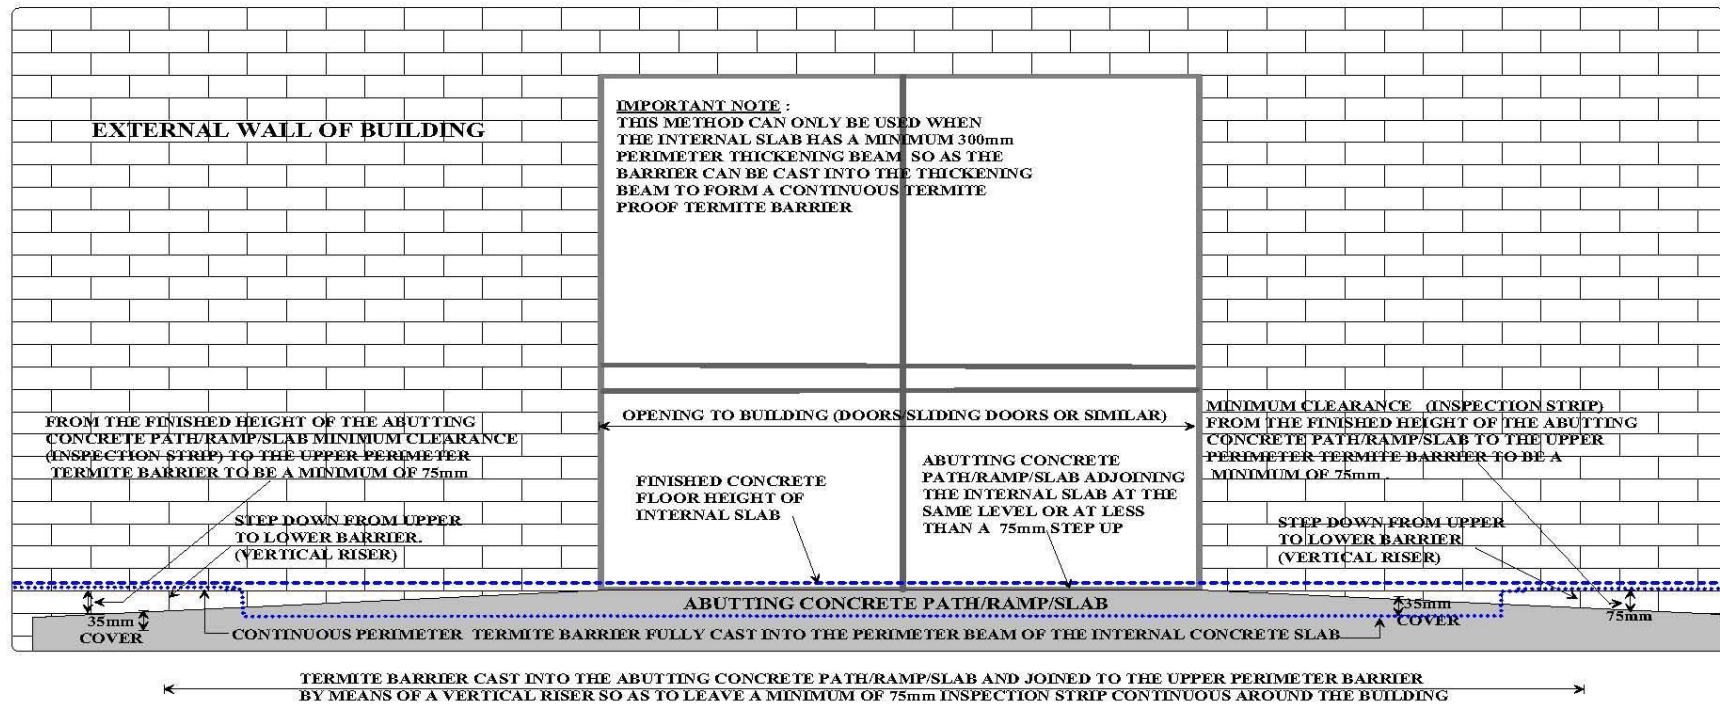 IMPORTANT NOTE :
THIS METHOD CAN ONLY BE USED WHEN
THE INTERNAL SLAB HAS A MINIMUM 300mm
PERIMETER THICKENING BEAM SO AS THE
BARRIER CAN BE CAST INTO THE THICKENING
BEAM TO FORM A CONTINUOUS TERMITE
PROOF TERMITE BARRIER
EXTERNAL WALL OF BUILDING
FROM THE FINISHED HEIGHT OF THE ABUTTING
CONCRETE PATH/RAMP/SLAB MINIMUM CLEARANCE
(INSPECTION STRIP) TO THE UPPER PERIMETER
TERMITE BARRIER TO BE A MINIMUM OF 75mm
STEP DOWN FROM UPPER
TO LOWER BARRIER.
(VERTICAL RISER)
OPENING TO BUILDING (DOORS/SLIDING DOORS OR SIMILAR)
FINISHED CONCRETE
FLOOR HEIGHT OF
INTERNAL SLAB
ABUTTING CONCRETE
PATH/RAMP/SLAB ADJOINING
THE INTERNAL SLAB AT THE
SAME LEVEL OR AT LESS
THAN A 75mm STEP UP
MINIMUM CLEARANCE (INSPECTION STRIP)
FROM THE FINISHED HEIGHT OF THE ABUTTING
CONCRETE PATH/RAMP/SLAB TO THE UPPER
PERIMETER TERMITE BARRIER TO BE A
MINIMUM OF 75mm .
STEP DOWN FROM UPPER
TO LOWER BARRIER
(VERTICAL RISER)
35mm
COVER
ABUTTING CONCRETE PATH/RAMP/SLAB
35mm
COVER
75mm
CONTINUOUS PERIMETER TERMITE BARRIER FULLY CAST INTO THE PERIMETER BEAM OF THE INTERNAL CONCRETE SLAB
TERMITE BARRIER CAST INTO THE ABUTTING CONCRETE PATH/RAMP/SLAB AND JOINED TO THE UPPER PERIMETER BARRIER
BY MEANS OF A VERTICAL RISER SO AS TO LEAVE A MINIMUM OF 75mm INSPECTION STRIP CONTINUOUS AROUND THE BUILDING